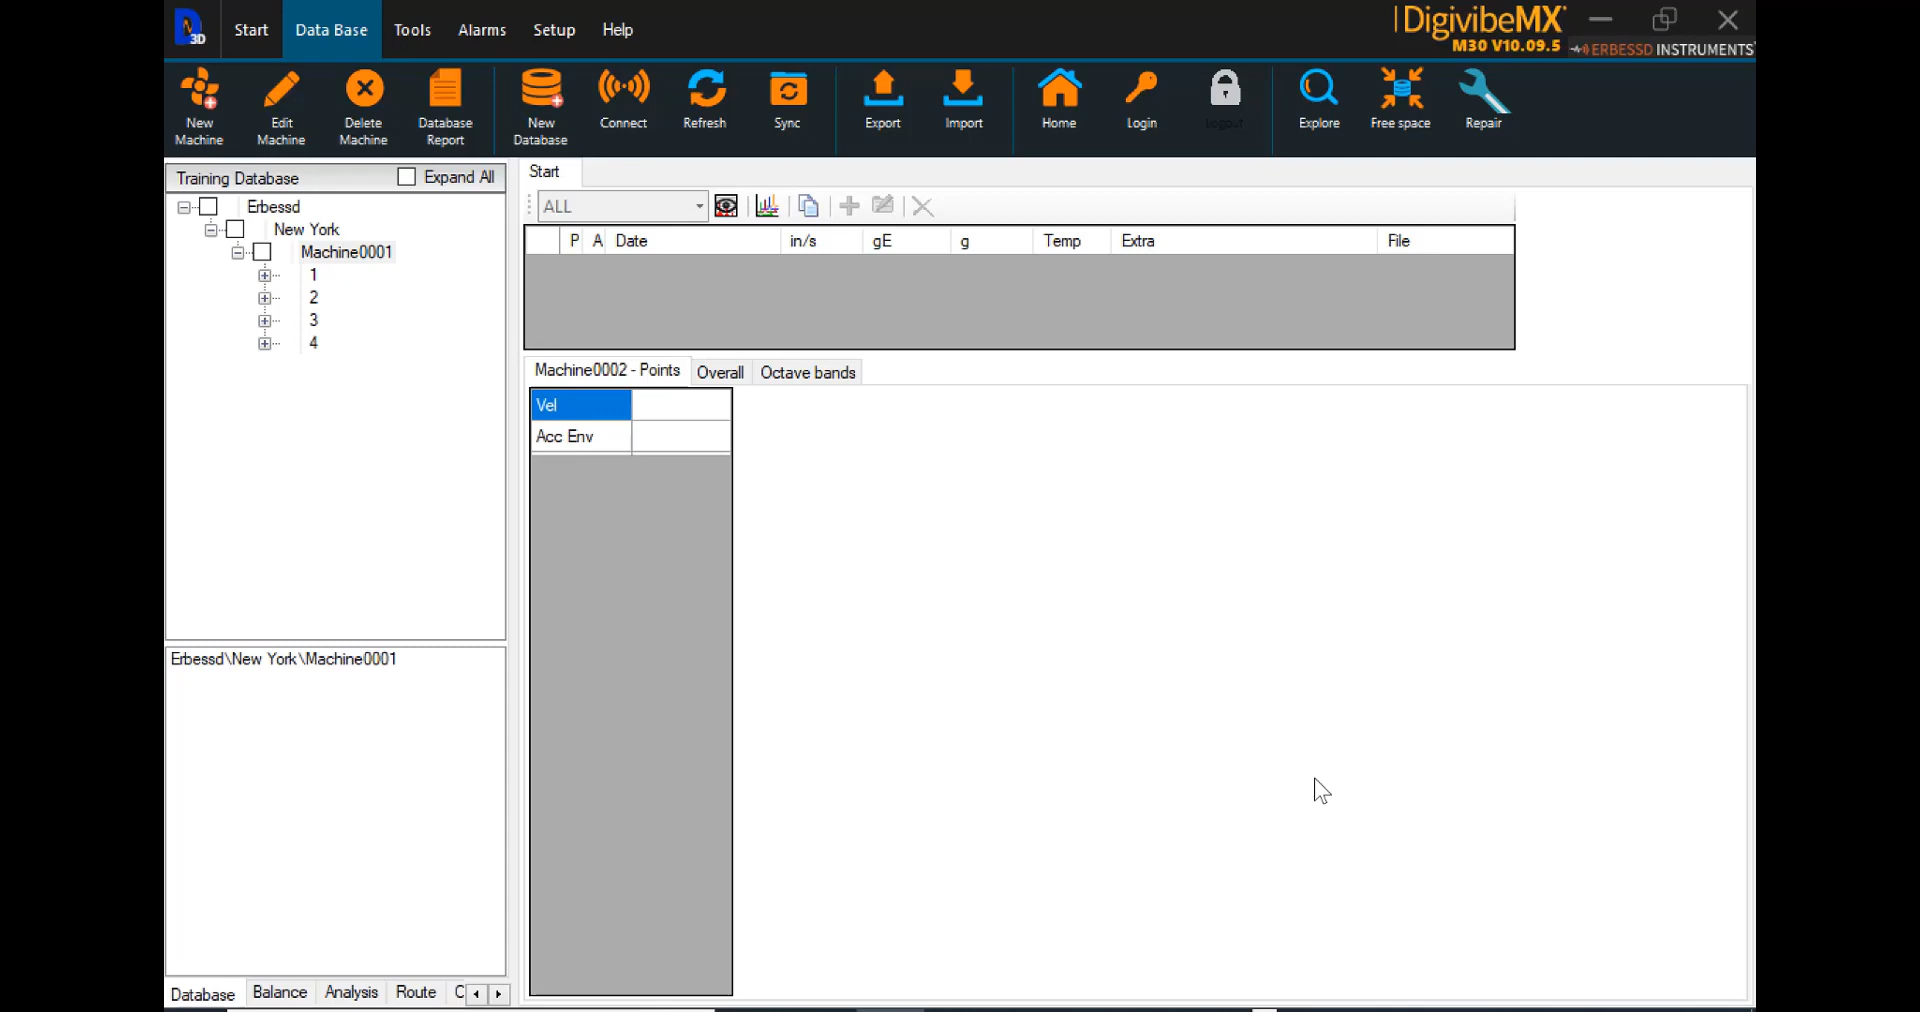 3D
Start
Data Base
Tools
Alarms
Setup
Help
DigivibeMX
M30 V10.09.5
ERBESSD INSTRUMENTS
New
Machine
Edit
Machine
Delete
Machine
Database
Report
New
Database
Connect
Refresh
Sync
Export
Import
Home
Login
Logout
Explore
Free space
Repair
Training Database
Expand All
Erbessd
New York
Machine0001
1
2
3
4
Erbessd\New York\Machine0001
Database
Balance
Analysis
Route
C
Start
ALL
P A Date in/s gE g Temp Extra File
Machine0002 - Points
Overall
Octave bands
Vel
Acc Env